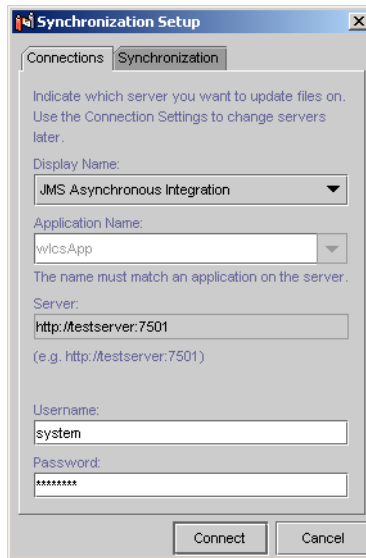 Synchronization Setup
Connections Synchronization
Indicate which server you want to update files on.
Use the Connection Settings to change servers
later.
Display Name:
JMS Asynchronous Integration
Application Name:
wlcsApp
The name must match an application on the server.
Server:
http://testserver:7501
(e.g. http://testserver:7501)
Username:
system
Password:
********
Connect Cancel